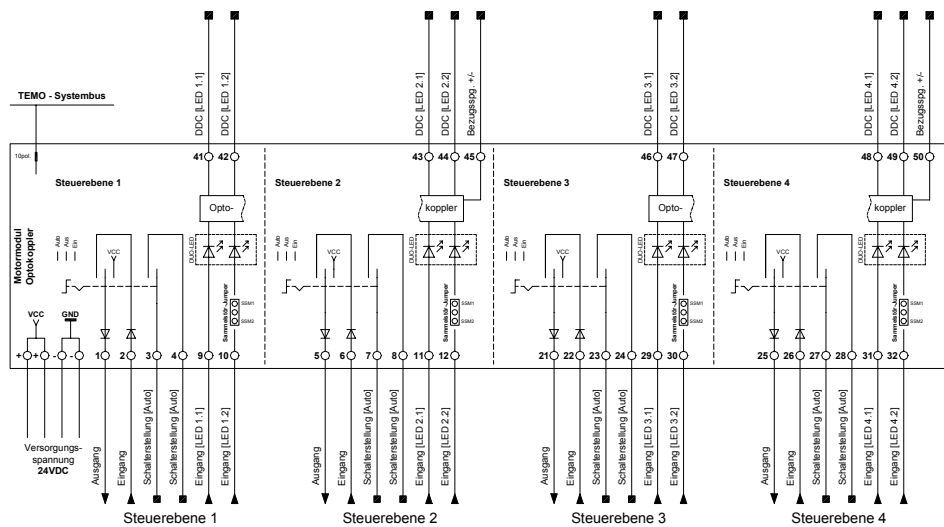 DDC [LED 1.1]
DDC [LED 1.2]
DDC [LED 2.1]
DDC [LED 2.2]
Bezugsspg. +/-
DDC [LED 3.1]
DDC [LED 3.2]
DDC [LED 4.1]
DDC [LED 4.2]
Bezugsspg. +/-
TEMO - Systembus
10pol.
41 42 43 44 45 46 47 48 49 50
Steuerebene 1
Steuerebene 2
Steuerebene 3
Steuerebene 4
Opto-
koppler
Opto-
koppler
Motormodul
Optokoppler
Auto
Aus
Ein
VCC
DUO-LED
Auto
Aus
Ein
VCC
DUO-LED
Auto
Aus
Ein
VCC
DUO-LED
Auto
Aus
Ein
VCC
DUO-LED
Sammelstör-Jumper
SSM1
SSM2
Sammelstör-Jumper
SSM1
SSM2
Sammelstör-Jumper
SSM1
SSM2
Sammelstör-Jumper
SSM1
SSM2
VCC GND
+ + - - 1 2 3 4 9 10 5 6 7 8 11 12 21 22 23 24 29 30 25 26 27 28 31 32
Versorgungs-
spannung
24VDC
Ausgang
Eingang
Schalterstellung [Auto]
Schalterstellung [Auto]
Eingang [LED 1.1]
Eingang [LED 1.2]
Ausgang
Eingang
Schalterstellung [Auto]
Schalterstellung [Auto]
Eingang [LED 2.1]
Eingang [LED 2.2]
Ausgang
Eingang
Schalterstellung [Auto]
Schalterstellung [Auto]
Eingang [LED 3.1]
Eingang [LED 3.2]
Ausgang
Eingang
Schalterstellung [Auto]
Schalterstellung [Auto]
Eingang [LED 4.1]
Eingang [LED 4.2]
Steuerebene 1
Steuerebene 2
Steuerebene 3
Steuerebene 4